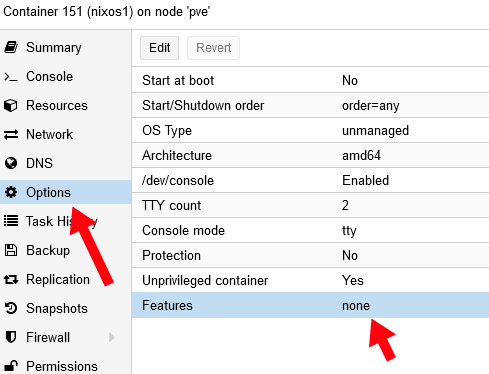 Container 151 (nixos1) on node 'pve'
Summary
Console
Resources
Network
DNS
Options
Task History
Backup
Replication
Snapshots
Firewall
Permissions
Edit Revert
Start at boot No
Start/Shutdown order order=any
OS Type unmanaged
Architecture amd64
/dev/console Enabled
TTY count 2
Console mode tty
Protection No
Unprivileged container Yes
Features none